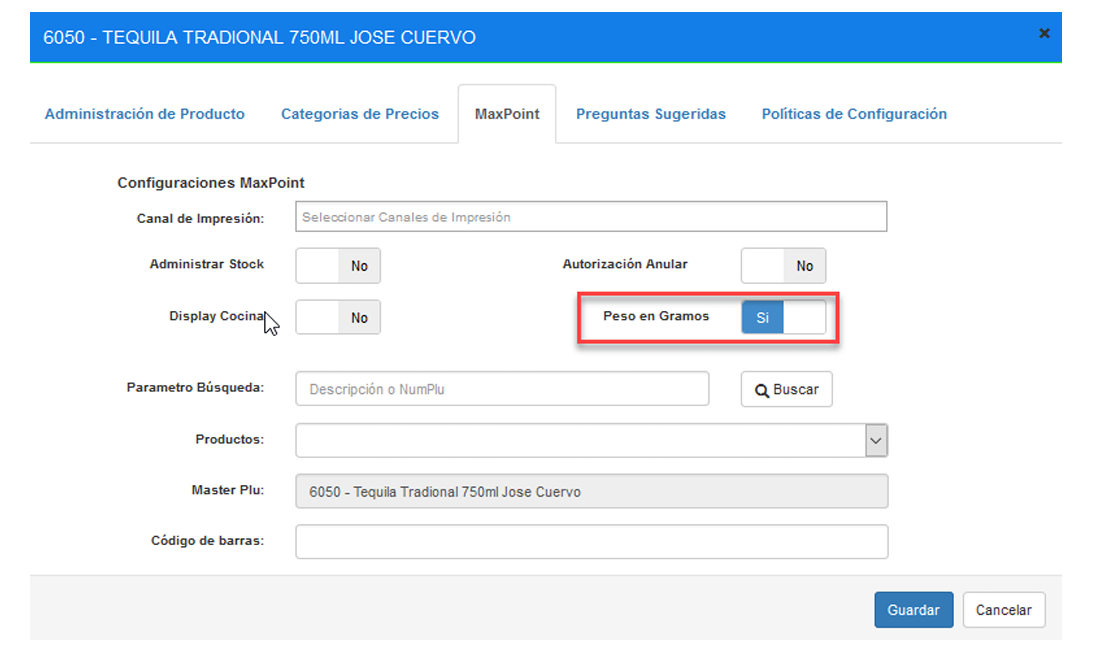 6050 - TEQUILA TRADIONAL 750ML JOSE CUERVO ×
Administración de Producto Categorias de Precios MaxPoint Preguntas Sugeridas Políticas de Configuración
Configuraciones MaxPoint
Canal de Impresión: Seleccionar Canales de Impresión
Administrar Stock No Autorización Anular No
Display Cocina No Peso en Gramos Si
Parametro Búsqueda: Descripción o NumPlu Buscar
Productos:
Master Plu: 6050 - Tequila Tradional 750ml Jose Cuervo
Código de barras:
Guardar Cancelar